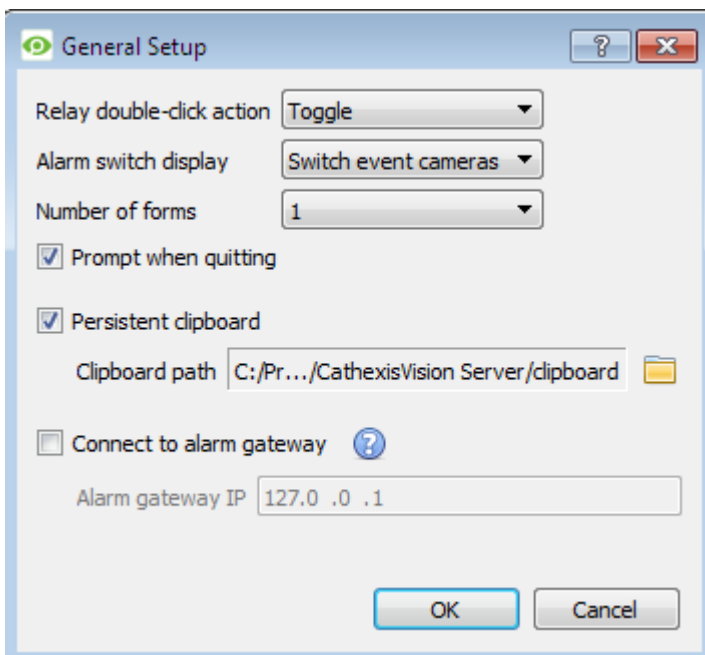 General Setup
Relay double-click action Toggle
Alarm switch display Switch event cameras
Number of forms 1
Prompt when quitting
Persistent clipboard
Clipboard path C:/Pr.../CathexisVision Server/clipboard
Connect to alarm gateway ?
Alarm gateway IP 127.0 .0 .1
OK Cancel